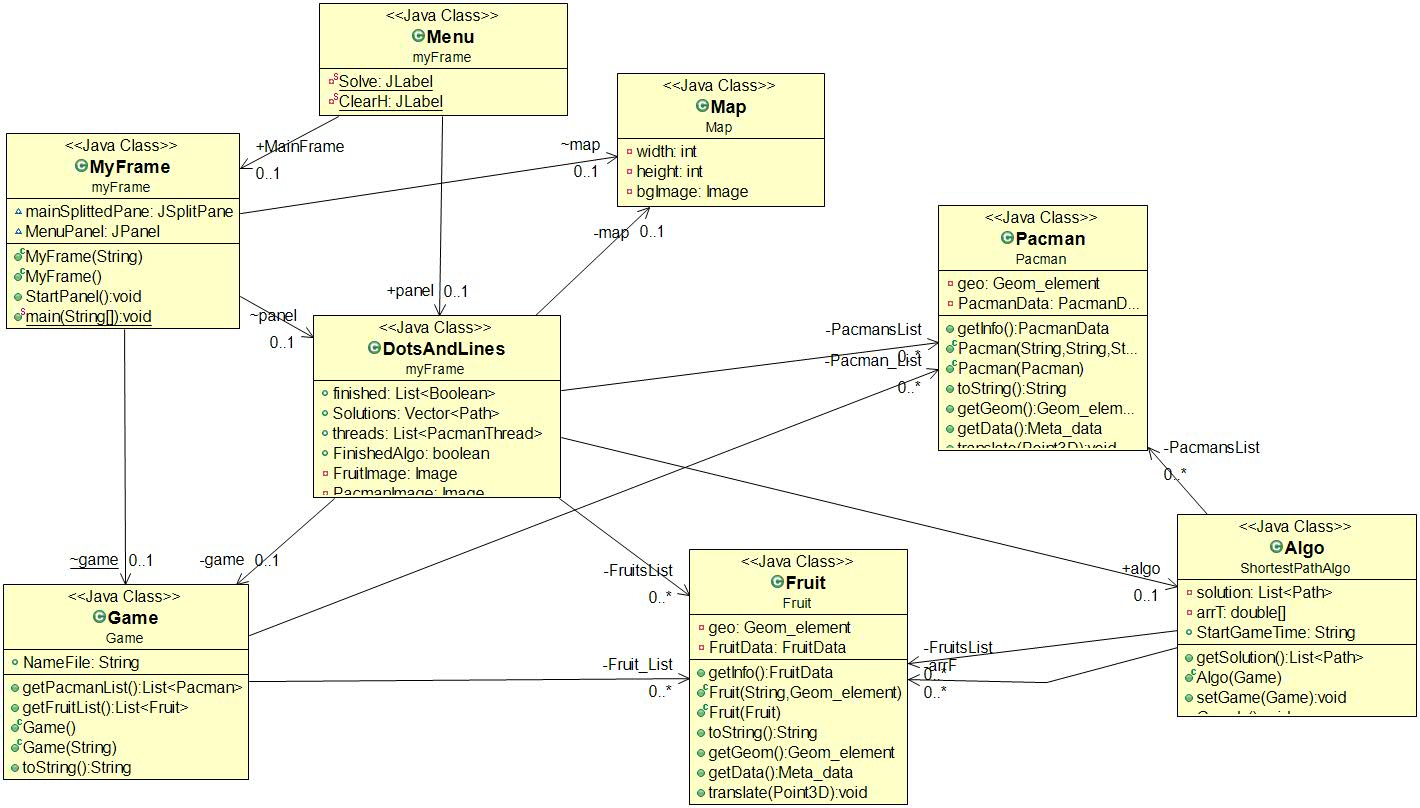 <<Java Class>>
Menu
myFrame
Solve: JLabel
ClearH: JLabel
<<Java Class>>
Map
Map
width: int
height: int
bgImage: Image
<<Java Class>>
MyFrame
myFrame
mainSplittedPane: JSplitPane
MenuPanel: JPanel
MyFrame(String)
MyFrame()
StartPanel():void
main(String[]):void
+MainFrame
0..1
~map
0..1
-map
0..1
+panel
0..1
~panel
0..1
<<Java Class>>
DotsAndLines
myFrame
finished: List<Boolean>
Solutions: Vector<Path>
threads: List<PacmanThread>
FinishedAlgo: boolean
FruitImage: Image
PacmanImage: Image
<<Java Class>>
Pacman
Pacman
geo: Geom_element
PacmanData: PacmanD...
getInfo():PacmanData
Pacman(String,String,St...
Pacman(Pacman)
toString():String
getGeom():Geom_elem...
getData():Meta_data
translate(Point3D):void
-PacmansList
0..*
-Pacman_List
0..*
-PacmansList
0..*
~game
0..1
-game
0..1
-FruitsList
0..*
+algo
0..1
<<Java Class>>
Algo
ShortestPathAlgo
solution: List<Path>
arrT: double[]
StartGameTime: String
getSolution():List<Path>
Algo(Game)
setGame(Game):void
<<Java Class>>
Game
Game
NameFile: String
getPacmanList():List<Pacman>
getFruitList():List<Fruit>
Game()
Game(String)
toString():String
-Fruit_List
0..*
<<Java Class>>
Fruit
Fruit
geo: Geom_element
FruitData: FruitData
getInfo():FruitData
Fruit(String,Geom_element)
Fruit(Fruit)
toString():String
getGeom():Geom_element
getData():Meta_data
translate(Point3D):void
-FruitsList
0..*
-arrF
0..*